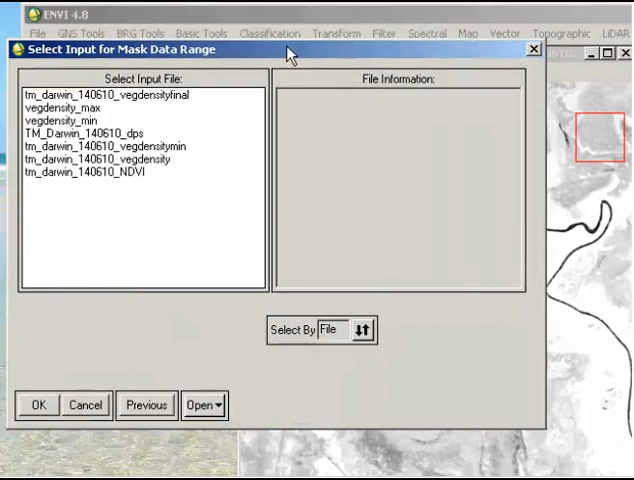 ENVI 4.8
File GNS Tools BRG Tools Basic Tools Classification Transform Filter Spectral Map Vector Topographic LiDAR
Select Input for Mask Data Range
Select Input File:
tm_darwin_140610_vegdensityfinal
vegdensity_max
vegdensity_min
TM_Darwin_140610_dps
tm_darwin_140610_vegdensitymin
tm_darwin_140610_vegdensity
tm_darwin_140610_NDVI
File Information:
Select By File
OK Cancel Previous Open